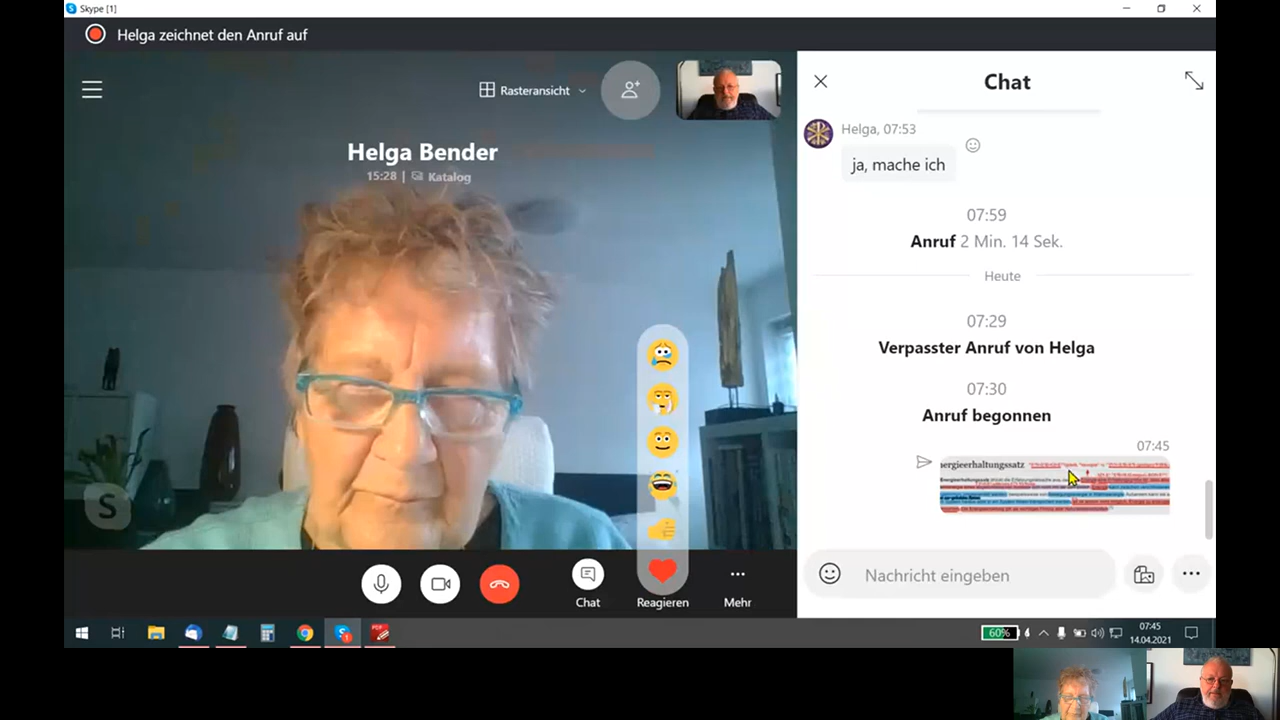 Skype [1]
Helga zeichnet den Anruf auf
Rasteransicht
Helga Bender
15:28 | Katalog
Chat
Reagieren
Mehr
Chat
Helga, 07:53
ja, mache ich
07:59
Anruf 2 Min. 14 Sek.
Heute
07:29
Verpasster Anruf von Helga
07:30
Anruf begonnen
07:45
ergieerhaltungssatz
Nachricht eingeben
60%
07:45
14.04.2021